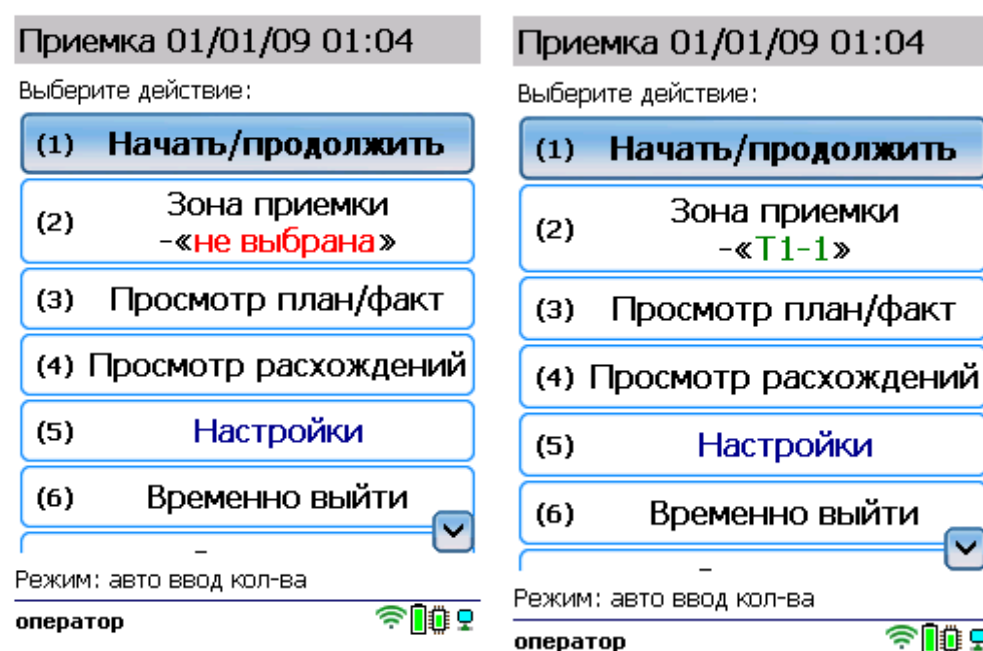 Приемка 01/01/09 01:04
Выберите действие:
(1) Начать/продолжить
(2) Зона приемки
-«не выбрана»
(3) Просмотр план/факт
(4) Просмотр расхождений
(5) Настройки
(6) Временно выйти
Режим: авто ввод кол-ва
оператор
Приемка 01/01/09 01:04
Выберите действие:
(1) Начать/продолжить
(2) Зона приемки
-«Т1-1»
(3) Просмотр план/факт
(4) Просмотр расхождений
(5) Настройки
(6) Временно выйти
Режим: авто ввод кол-ва
оператор